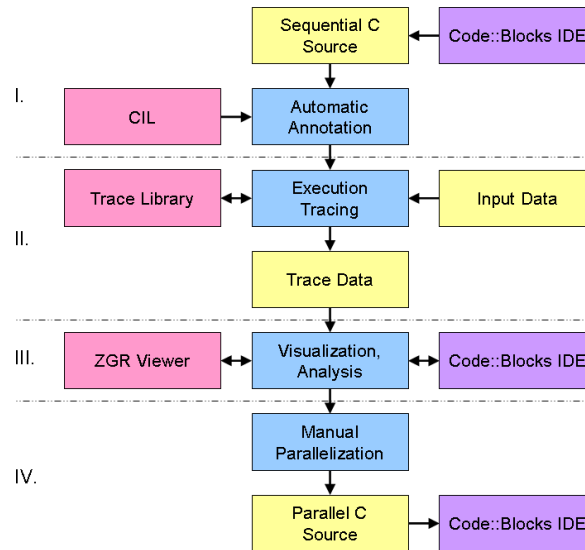 Sequential C
Source
Code::Blocks IDE
I.
CIL
Automatic
Annotation
Trace Library
Execution
Tracing
Input Data
II.
Trace Data
III.
ZGR Viewer
Visualization,
Analysis
Code::Blocks IDE
Manual
Parallelization
IV.
Parallel C
Source
Code::Blocks IDE